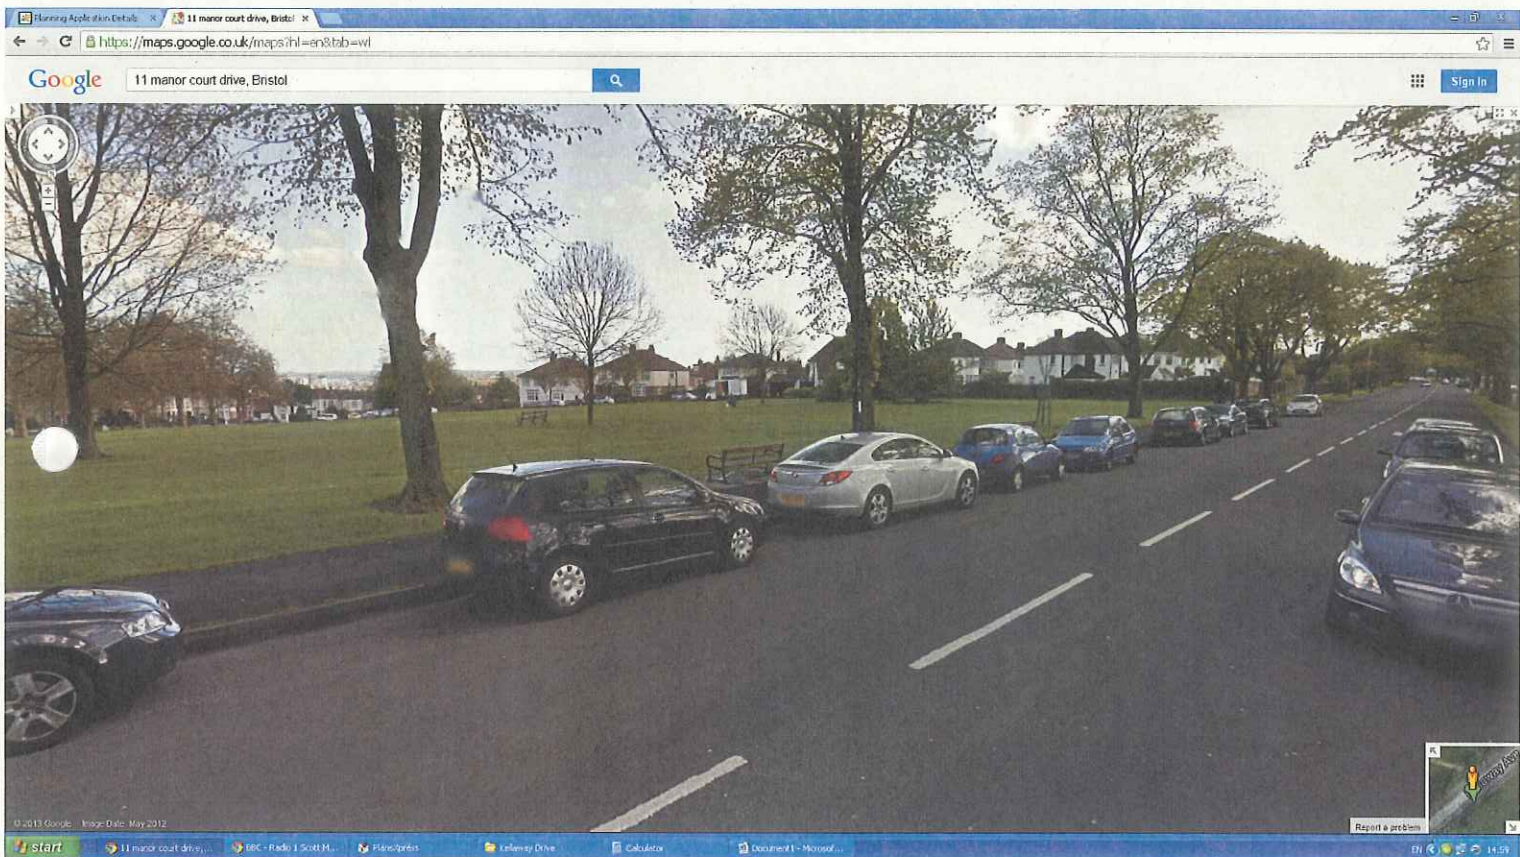 Planning Application Details
11 manor court drive, Bristol
https://maps.google.co.uk/maps?hl=en&tab=wl
Google
11 manor court drive, Bristol
Sign in
© 2013 Google Image Date: May 2012
Report a problem
start
11 manor court drive,...
BBC - Radio 1 Scott M...
Kellaway Drive
Calculator
Document1 - Microsof...
EN
14:59